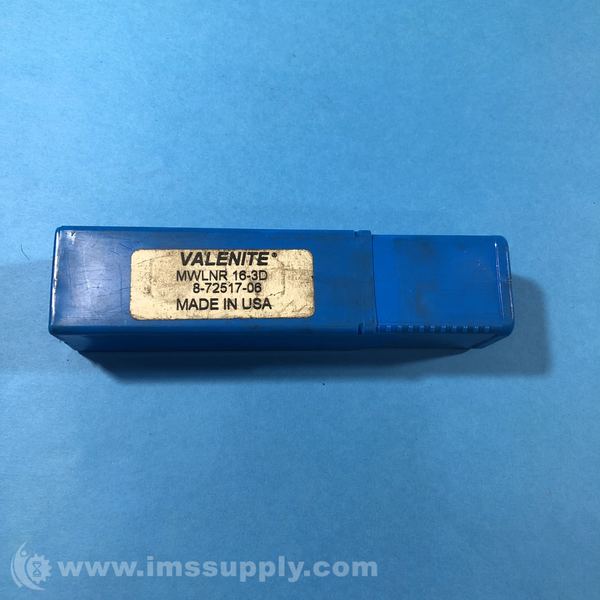 VALENITE®
MWLNR 16-3D
8-72517-06
MADE IN USA
www.imssupply.com